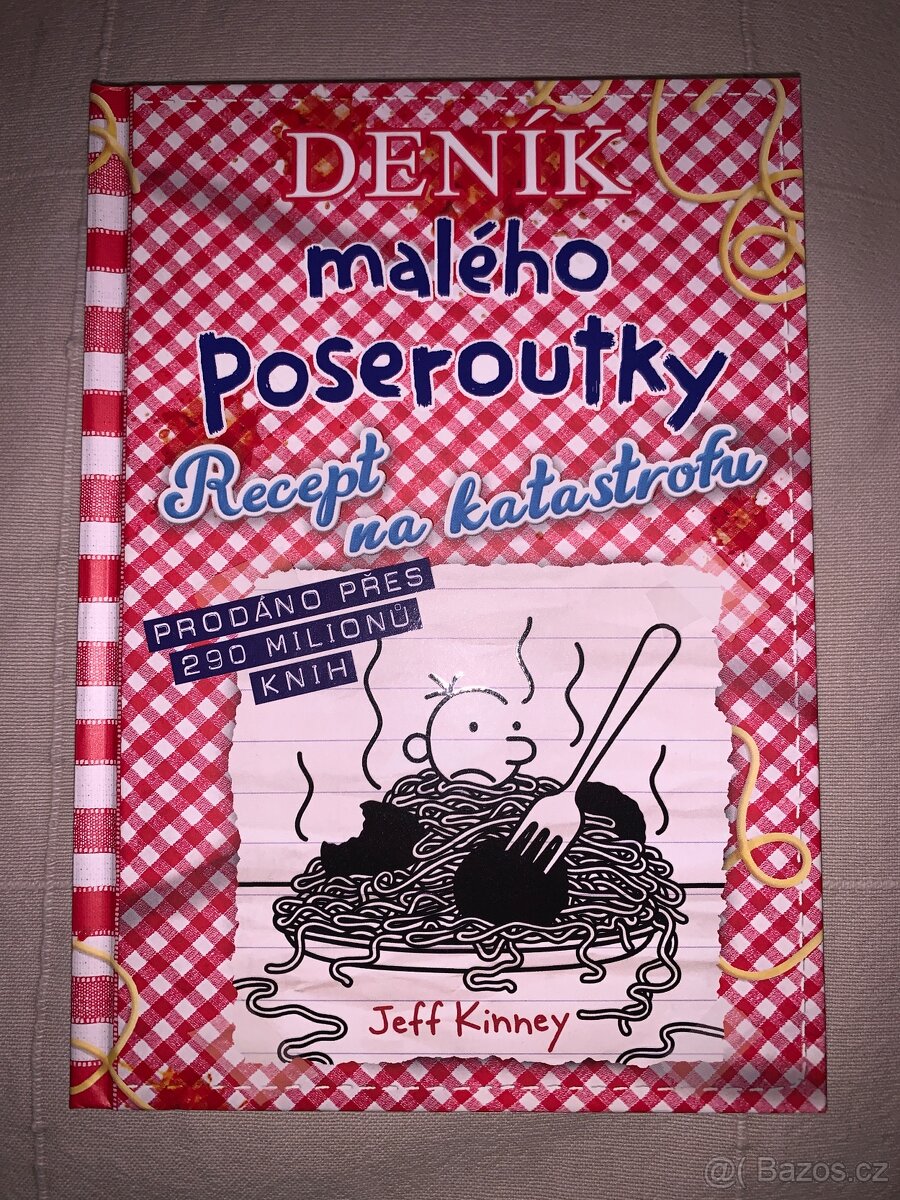 DENÍK
malého
Poseroutky
Recept
na katastrofu
PRODÁNO PŘES
290 MILIONŮ
KNIH
Jeff Kinney
@( Bazos.cz